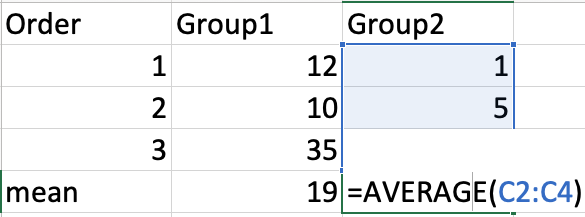 Order Group1 Group2
1 12 1
2 10 5
3 35
mean 19 =AVERAGE(C2:C4)